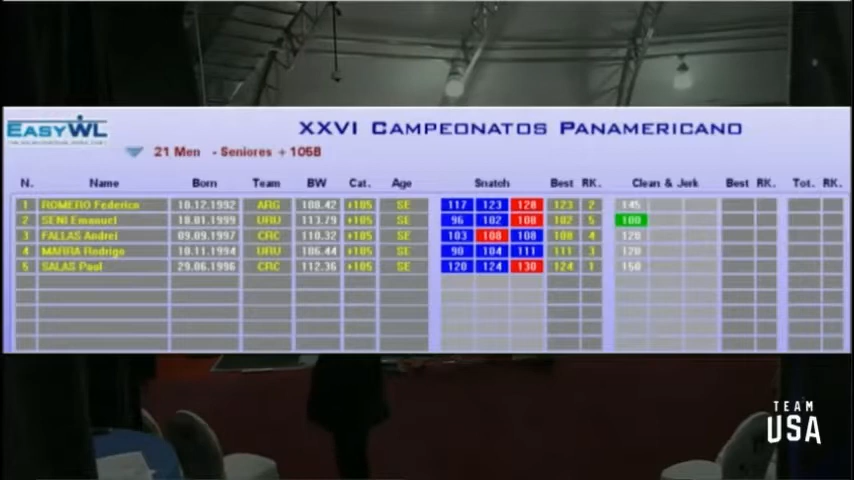 EASYWL
XXVI CAMPEONATOS PANAMERICANO
21 Men - Seniores + 105B
N. Name Born Team BW Cat. Age Snatch Best RK. Clean & Jerk Best RK. Tot. RK.
1 ROMERO Federico 10.12.1992 ARG 108.42 +105 SE 117 123 128 123 2 145
2 SENI Emanuel 18.01.1999 URU 113.79 +105 SE 96 102 108 102 5 100
3 FALLAS Andrei 09.09.1997 CRC 110.32 +105 SE 103 108 108 108 4 120
4 MARRA Rodrigo 10.11.1994 URU 106.44 +105 SE 90 104 111 111 3 120
5 SALAS Paul 29.06.1996 CRC 112.36 +105 SE 120 124 130 124 1 150
TEAM
USA